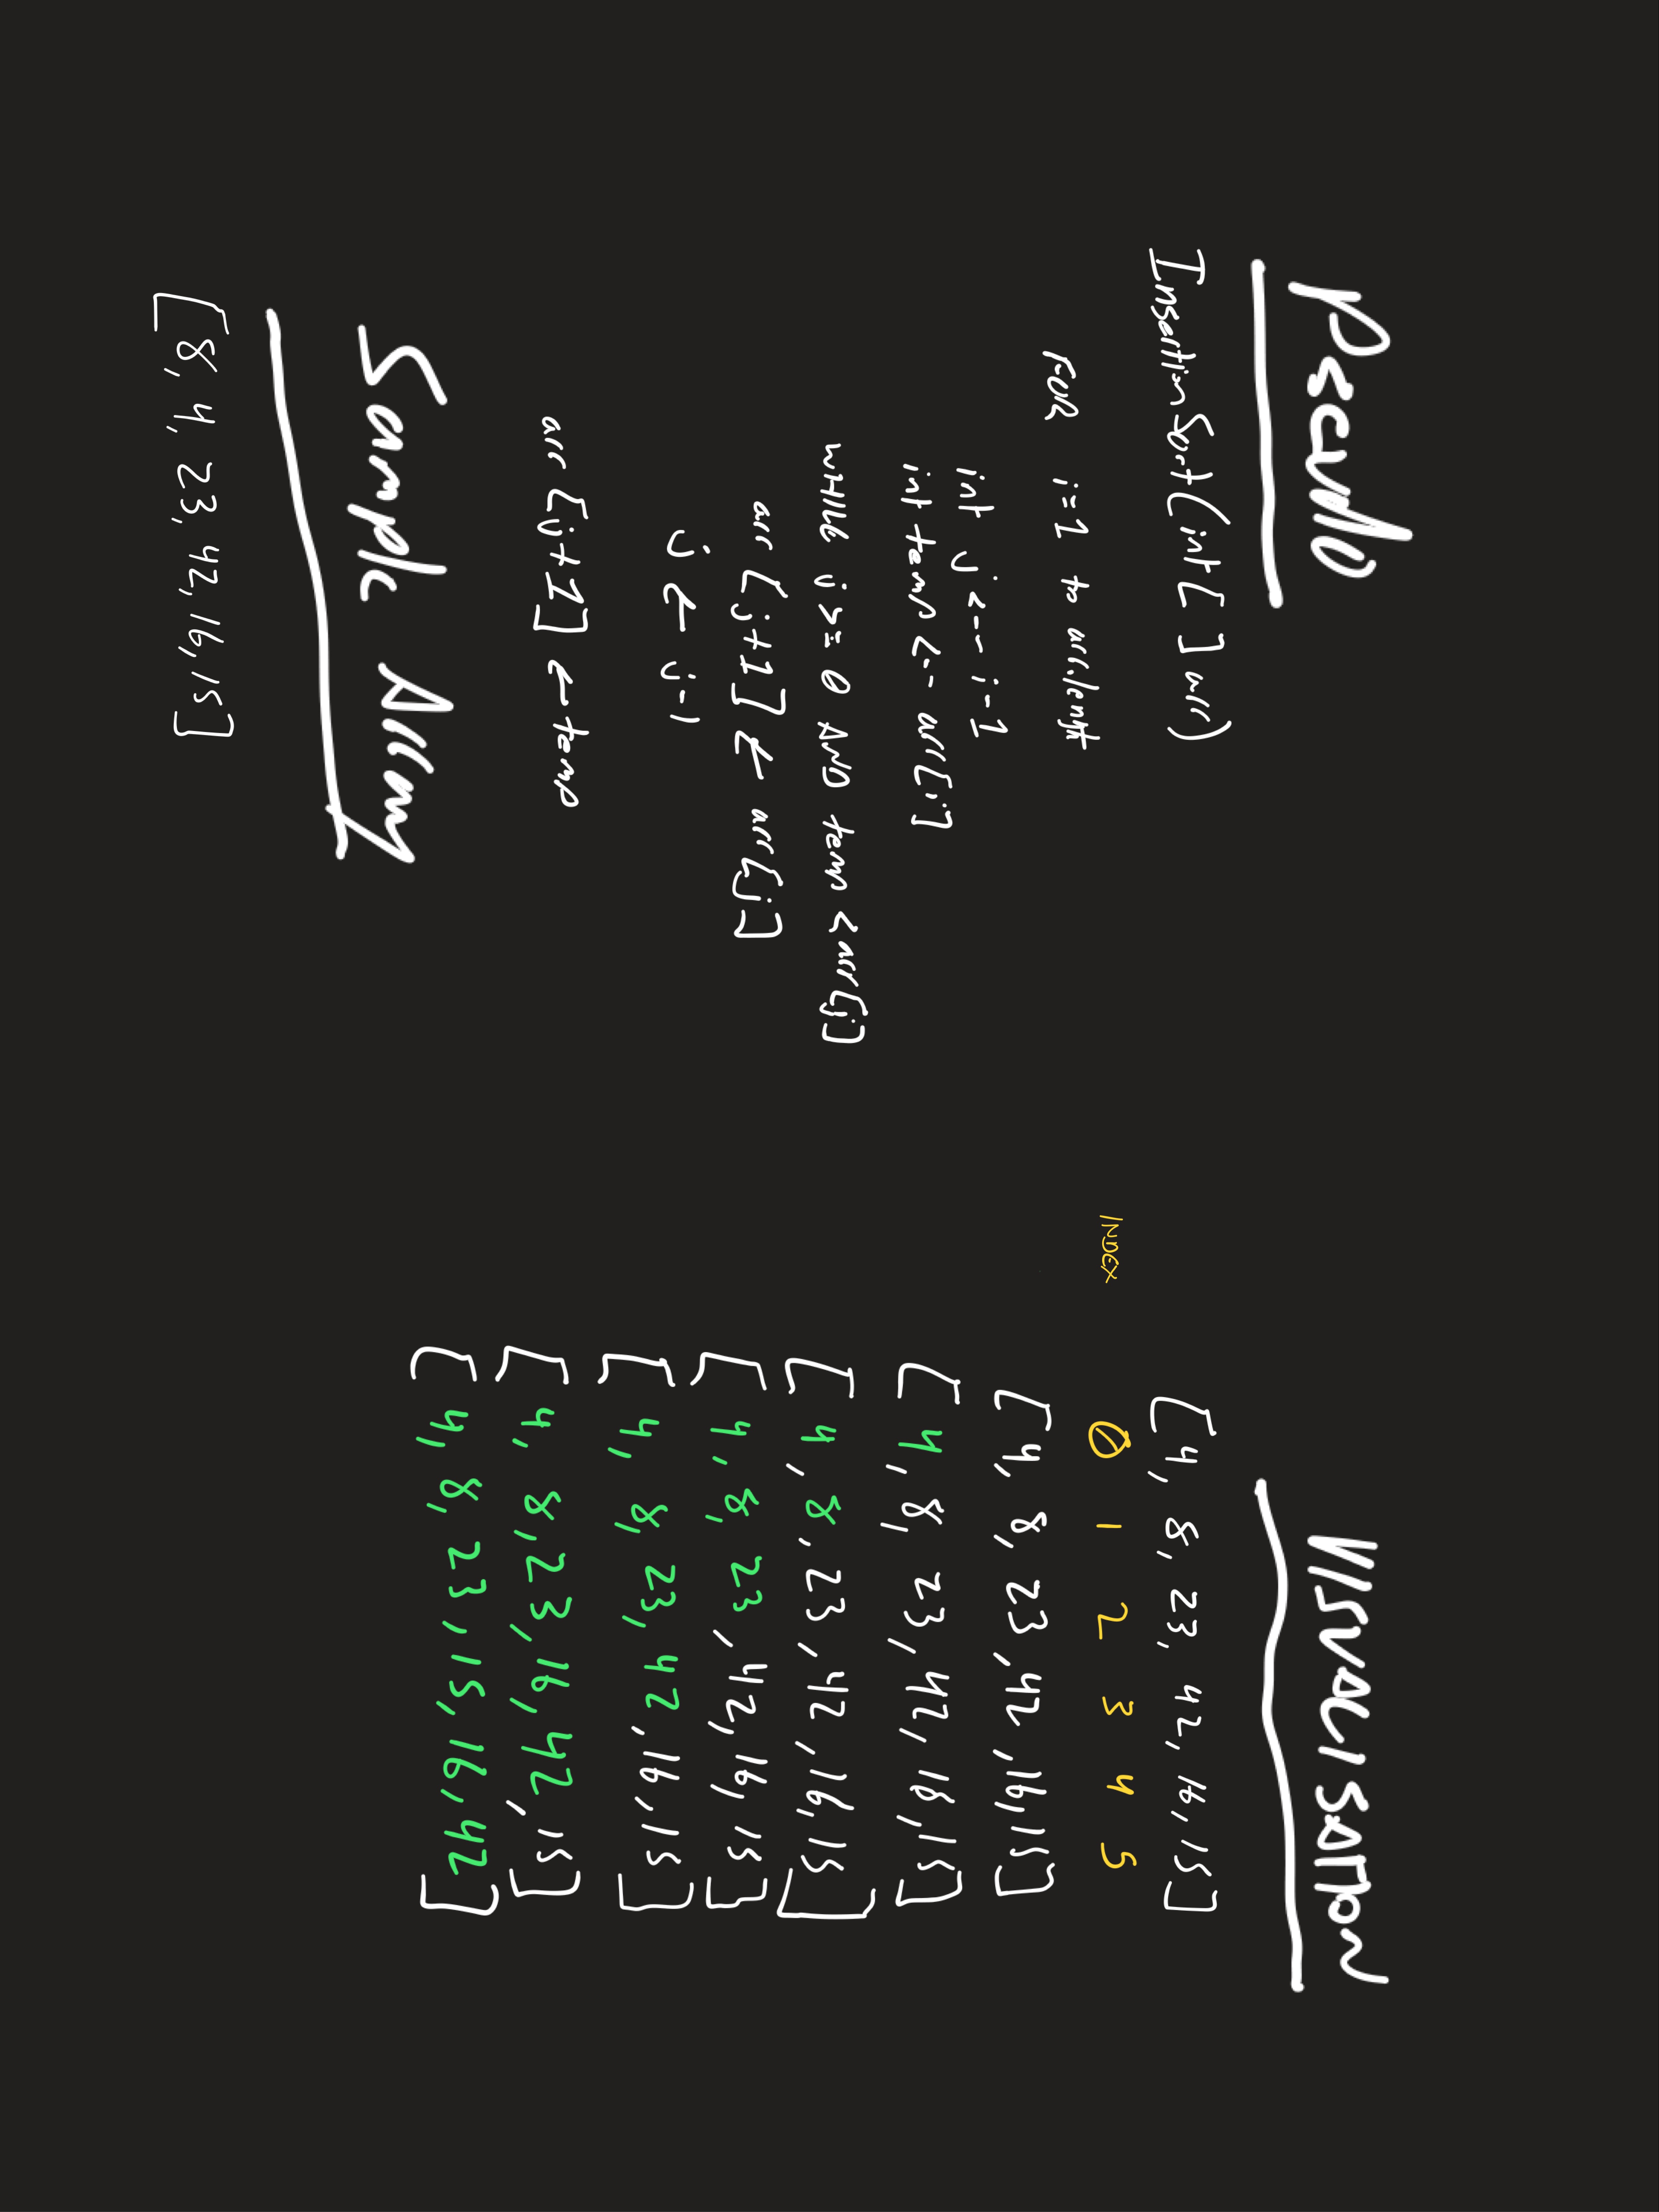 Pseudo
InsertionSort(int[ ] arr)
FOR i=1 to arr.length
int j <-- i-1
int temp <-- arr[i]
WHILE j >= 0 AND temp < arr[j]
arr [j+1] ← arr[j]
j ← j-1
arr [j+1] ← temp
Sample Array
[8, 4, 23, 42, 16, 15]
VISUALISATION
[4, 8, 23, 42, 16, 15]
INDEX 0 1 2 3 4 5
[4, 8, 23, 42, 16, 15]
[4, 8, 23, 42, 16, 15]
[4, 8, 23, 42, 16, 15]
[4, 8, 23, 42, 16, 15]
[4, 8, 23, 42, 16, 15]
[4, 8, 23, 16, 42, 15]
[4, 8, 23, 15, 16, 42]